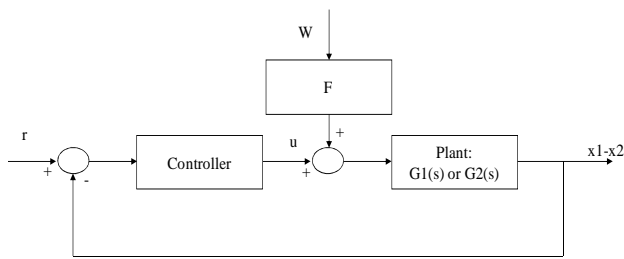 W
F
+
r
u
+
Controller
+
-
Plant:
G1(s) or G2(s)
x1-x2
+